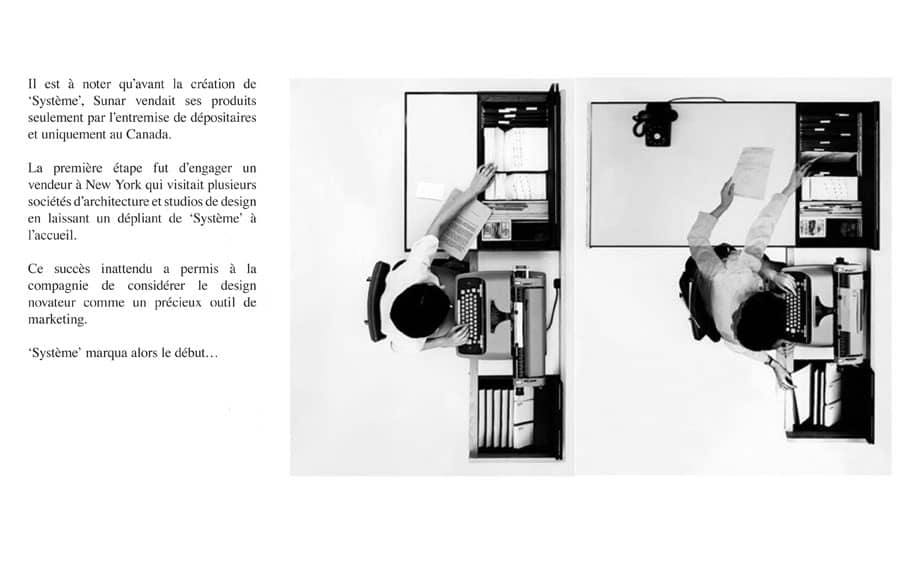 Il est à noter qu’avant la création de
‘Système’, Sunar vendait ses produits
seulement par l’entremise de dépositaires
et uniquement au Canada.
La première étape fut d’engager un
vendeur à New York qui visitait plusieurs
sociétés d’architecture et studios de design
en laissant un dépliant de ‘Système’ à
l’accueil.
Ce succès inattendu a permis à la
compagnie de considérer le design
novateur comme un précieux outil de
marketing.
‘Système’ marqua alors le début…